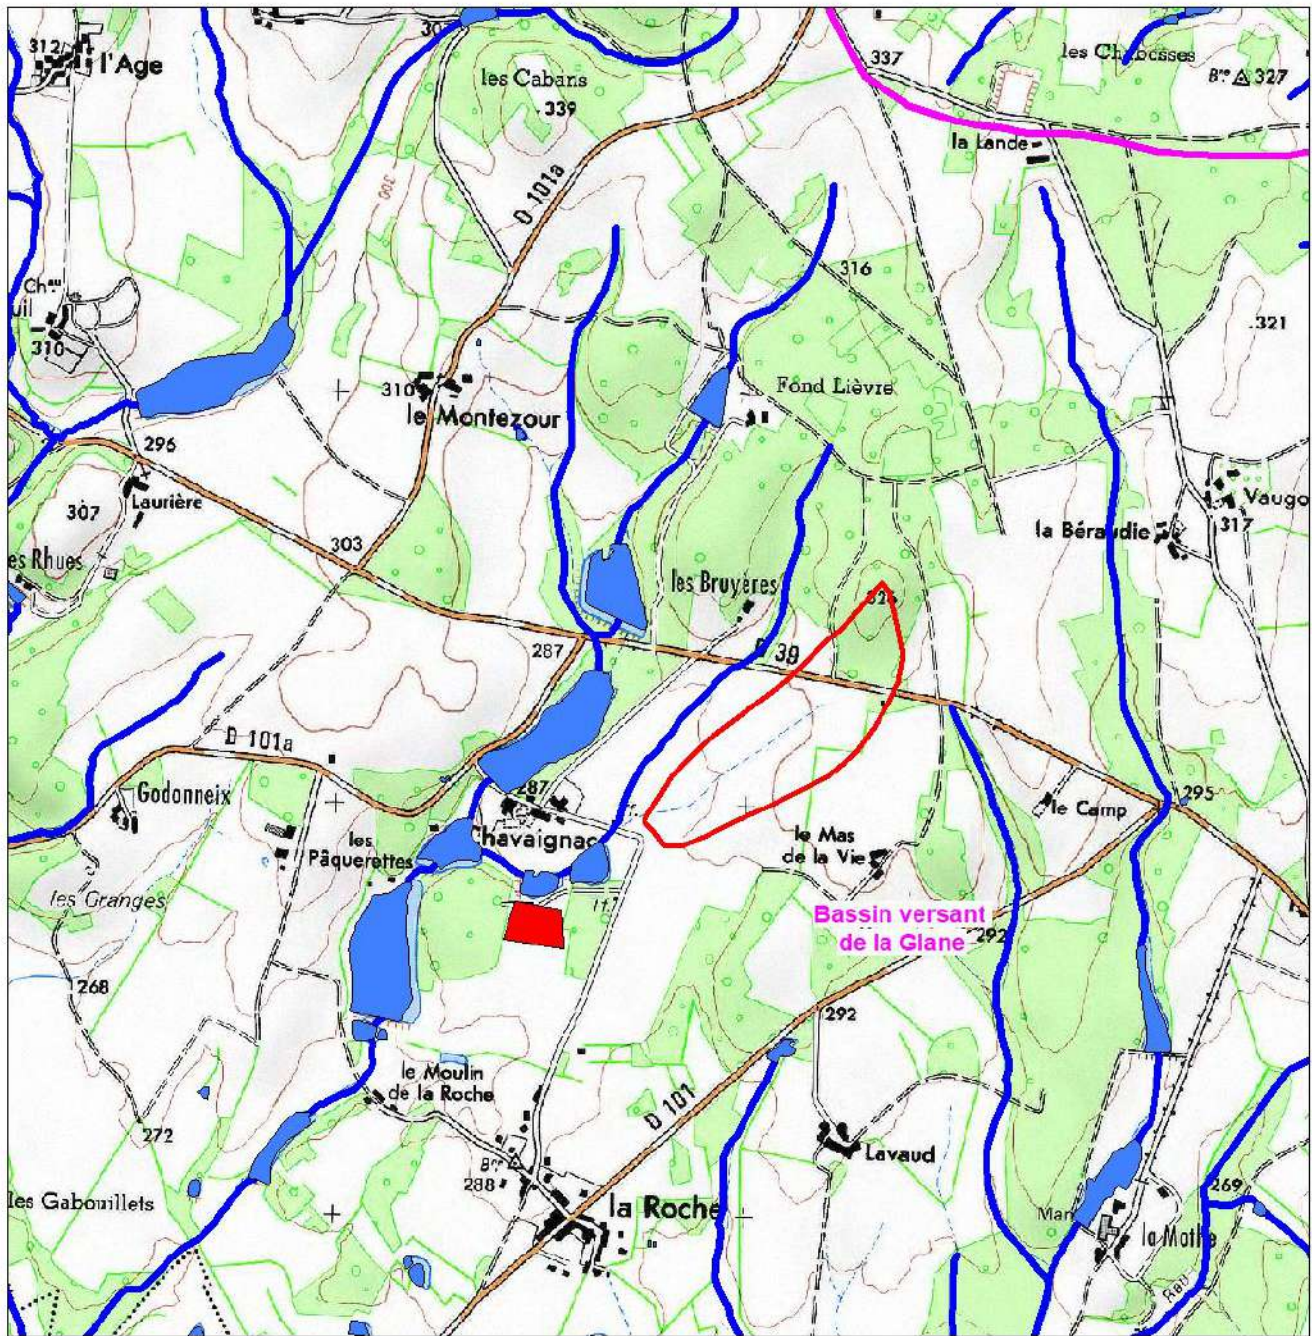 312
l'Age
les Cabans
339
337
les Chabosses
Bne 327
la Lande
D 101a
300
316
Ch.au
uil
310
321
310
le Montezour
Fond Lièvre
296
Laurière
307
303
es Rhues
Vaugo
317
la Béraudie
les Bruyères
326
D 39
287
D 101a
Godonneix
287
Chavaignac
les
Pâquerettes
le Camp
295
le Mas
de la Vie
les Granges
Bassin versant
de la Glane
292
268
292
le Moulin
de la Roche
D 101
272
Lavaud
288
les Gabouillets
la Roche
269
la Mothe